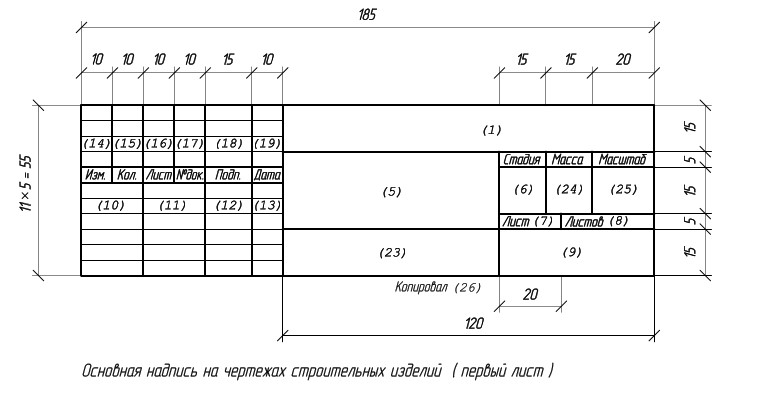 185
10 10 10 10 15 10 15 15 20
(1) 15
(14) (15) (16) (17) (18) (19)
Стадия Масса Масштаб 5
Изм. Кол. Лист №док. Подп. Дата
11×5 = 55 (5) (6) (24) (25) 15
(10) (11) (12) (13)
Лист (7) Листов (8) 5
(23) (9) 15
Копировал (26) 20
120
Основная надпись на чертежах строительных изделий ( первый лист )